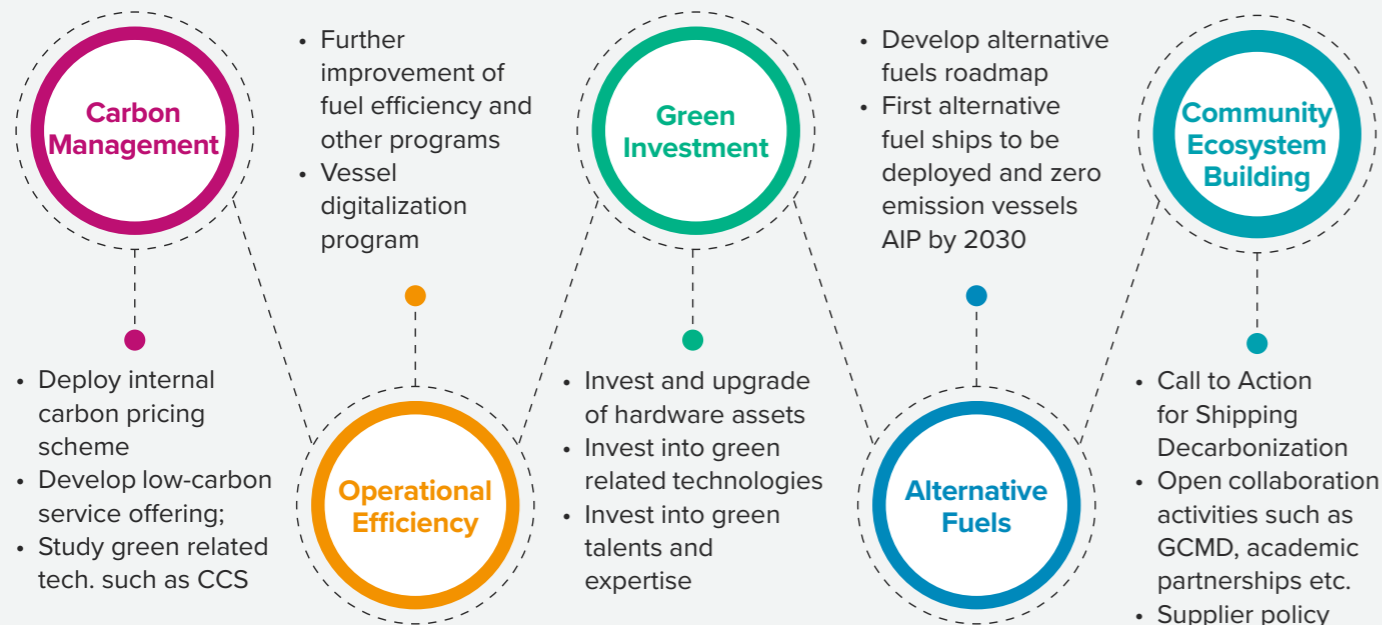 Carbon
Management
• Deploy internal
carbon pricing
scheme
• Develop low-carbon
service offering;
• Study green related
tech. such as CCS
• Further
improvement of
fuel efficiency and
other programs
• Vessel
digitalization
program
Operational
Efficiency
Green
Investment
• Invest and upgrade
of hardware assets
• Invest into green
related technologies
• Invest into green
talents and
expertise
• Develop alternative
fuels roadmap
• First alternative
fuel ships to be
deployed and zero
emission vessels
AIP by 2030
Alternative
Fuels
Community
Ecosystem
Building
• Call to Action
for Shipping
Decarbonization
• Open collaboration
activities such as
GCMD, academic
partnerships etc.
• Supplier policy